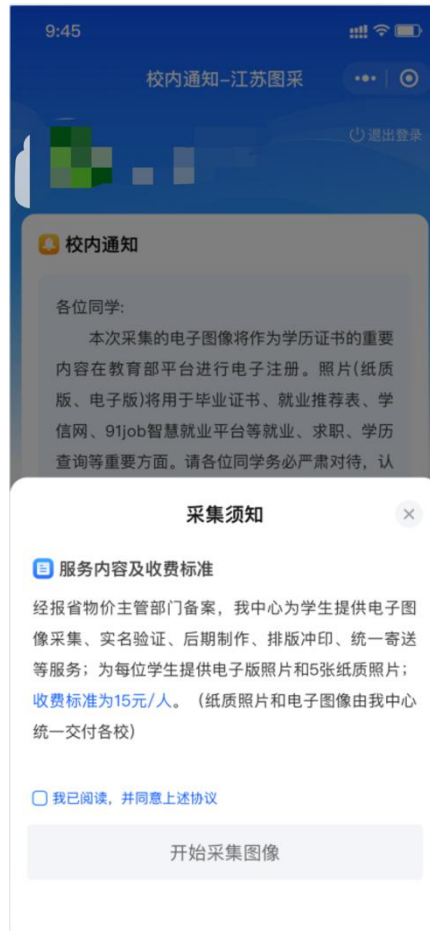 9:45
校内通知-江苏图采
退出登录
校内通知
各位同学:
本次采集的电子图像将作为学历证书的重要
内容在教育部平台进行电子注册。照片(纸质
版、电子版)将用于毕业证书、就业推荐表、学
信网、91job智慧就业平台等就业、求职、学历
查询等重要方面。请各位同学务必严肃对待，认
采集须知
服务内容及收费标准
经报省物价主管部门备案，我中心为学生提供电子图
像采集、实名验证、后期制作、排版冲印、统一寄送
等服务；为每位学生提供电子版照片和5张纸质照片；
收费标准为15元/人。（纸质照片和电子图像由我中心
统一交付各校）
我已阅读，并同意上述协议
开始采集图像